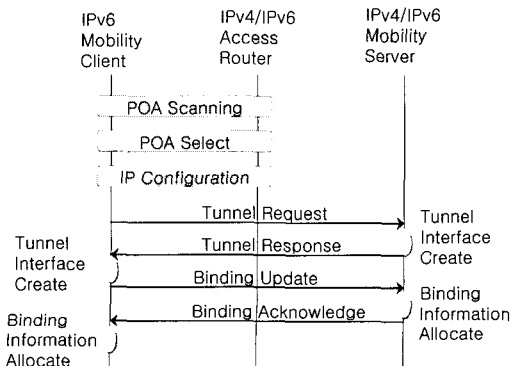 IPv6 Mobility Client
IPv4/IPv6 Access Router
IPv4/IPv6 Mobility Server
POA Scanning
POA Select
IP Configuration
Tunnel Request
Tunnel Interface Create
Tunnel Response
Tunnel Interface Create
Binding Update
Binding Information Allocate
Binding Acknowledge
Binding Information Allocate